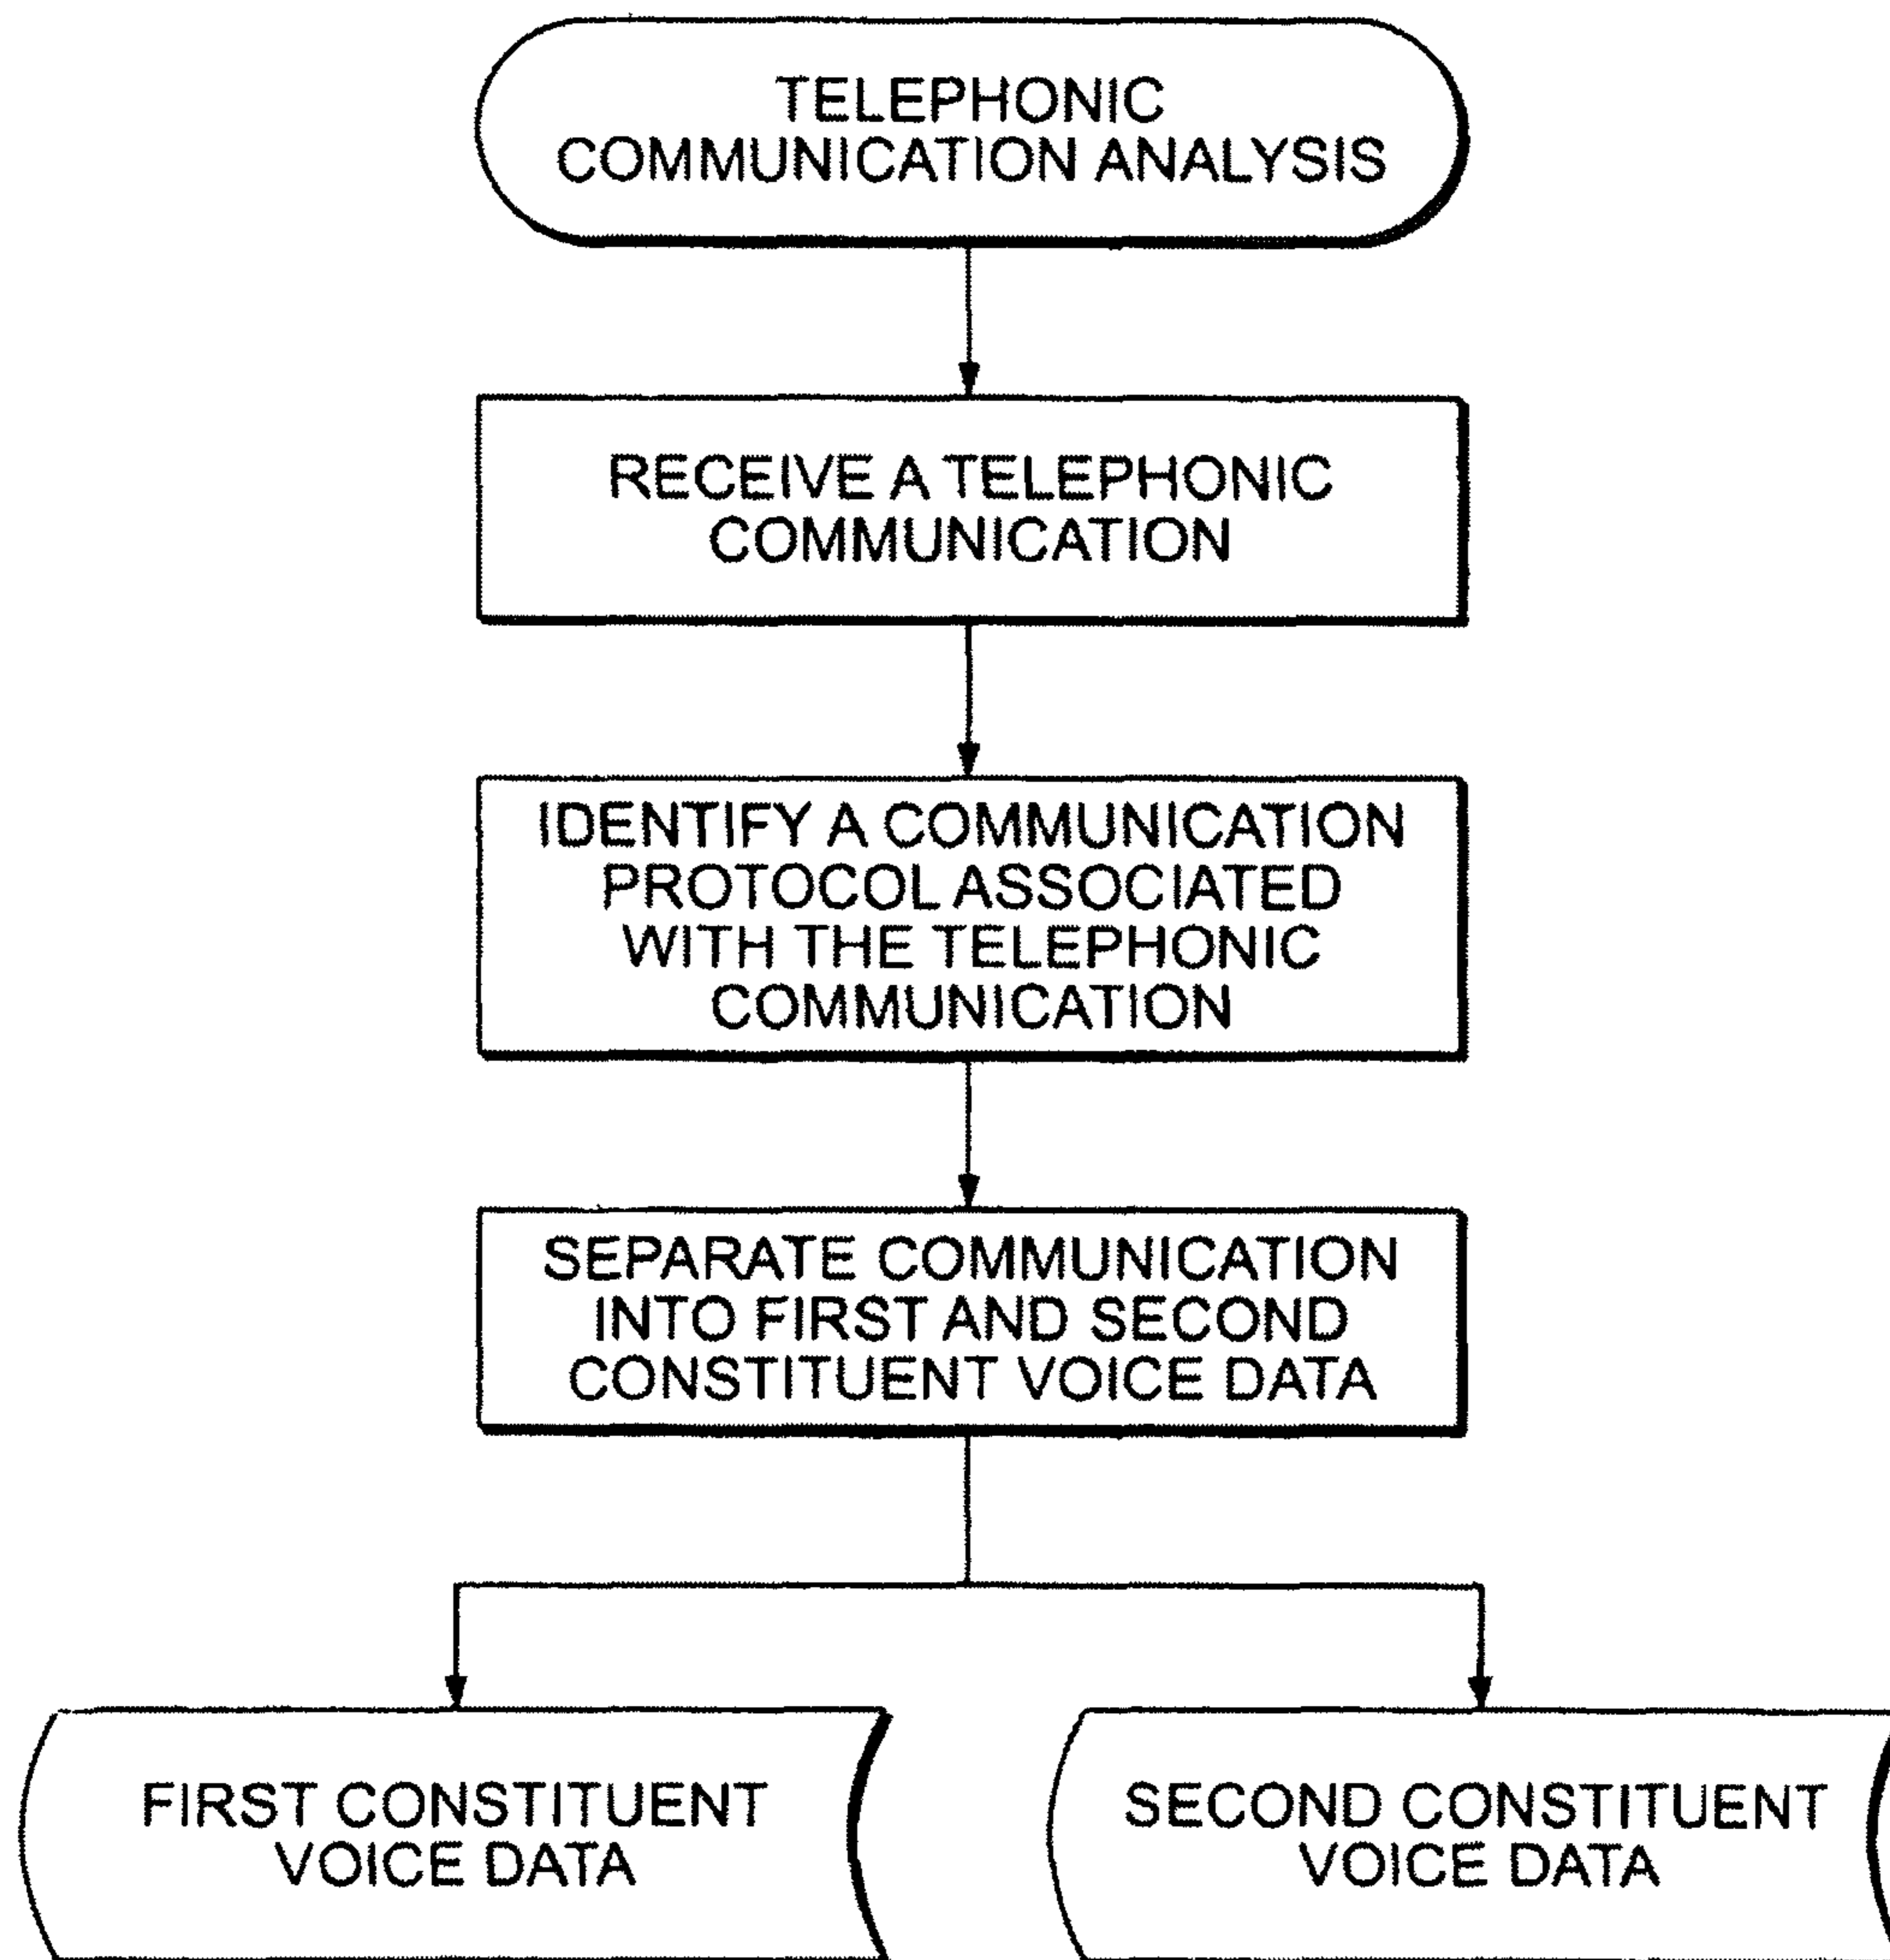 TELEPHONIC
COMMUNICATION ANALYSIS
RECEIVE A TELEPHONIC
COMMUNICATION
IDENTIFY A COMMUNICATION
PROTOCOL ASSOCIATED
WITH THE TELEPHONIC
COMMUNICATION
SEPARATE COMMUNICATION
INTO FIRST AND SECOND
CONSTITUENT VOICE DATA
FIRST CONSTITUENT
VOICE DATA
SECOND CONSTITUENT
VOICE DATA